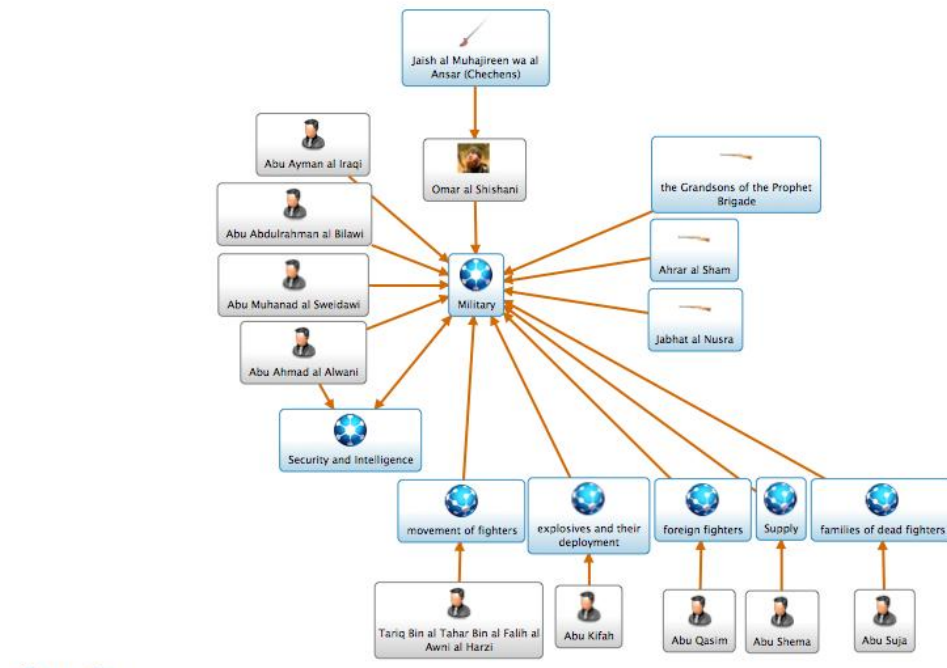 Jaish al Muhajireen wa al
Ansar (Chechens)
Abu Ayman al Iraqi
Omar al Shishani
the Grandsons of the Prophet
Brigade
Abu Abdulrahman al Bilawi
Ahrar al Sham
Abu Muhanad al Sweidawi
Military
Jabhat al Nusra
Abu Ahmad al Alwani
Security and Intelligence
movement of fighters
explosives and their
deployment
foreign fighters
Supply
families of dead fighters
Tariq Bin al Tahar Bin al Falih al
Awni al Harzi
Abu Kifah
Abu Qasim
Abu Shema
Abu Suja